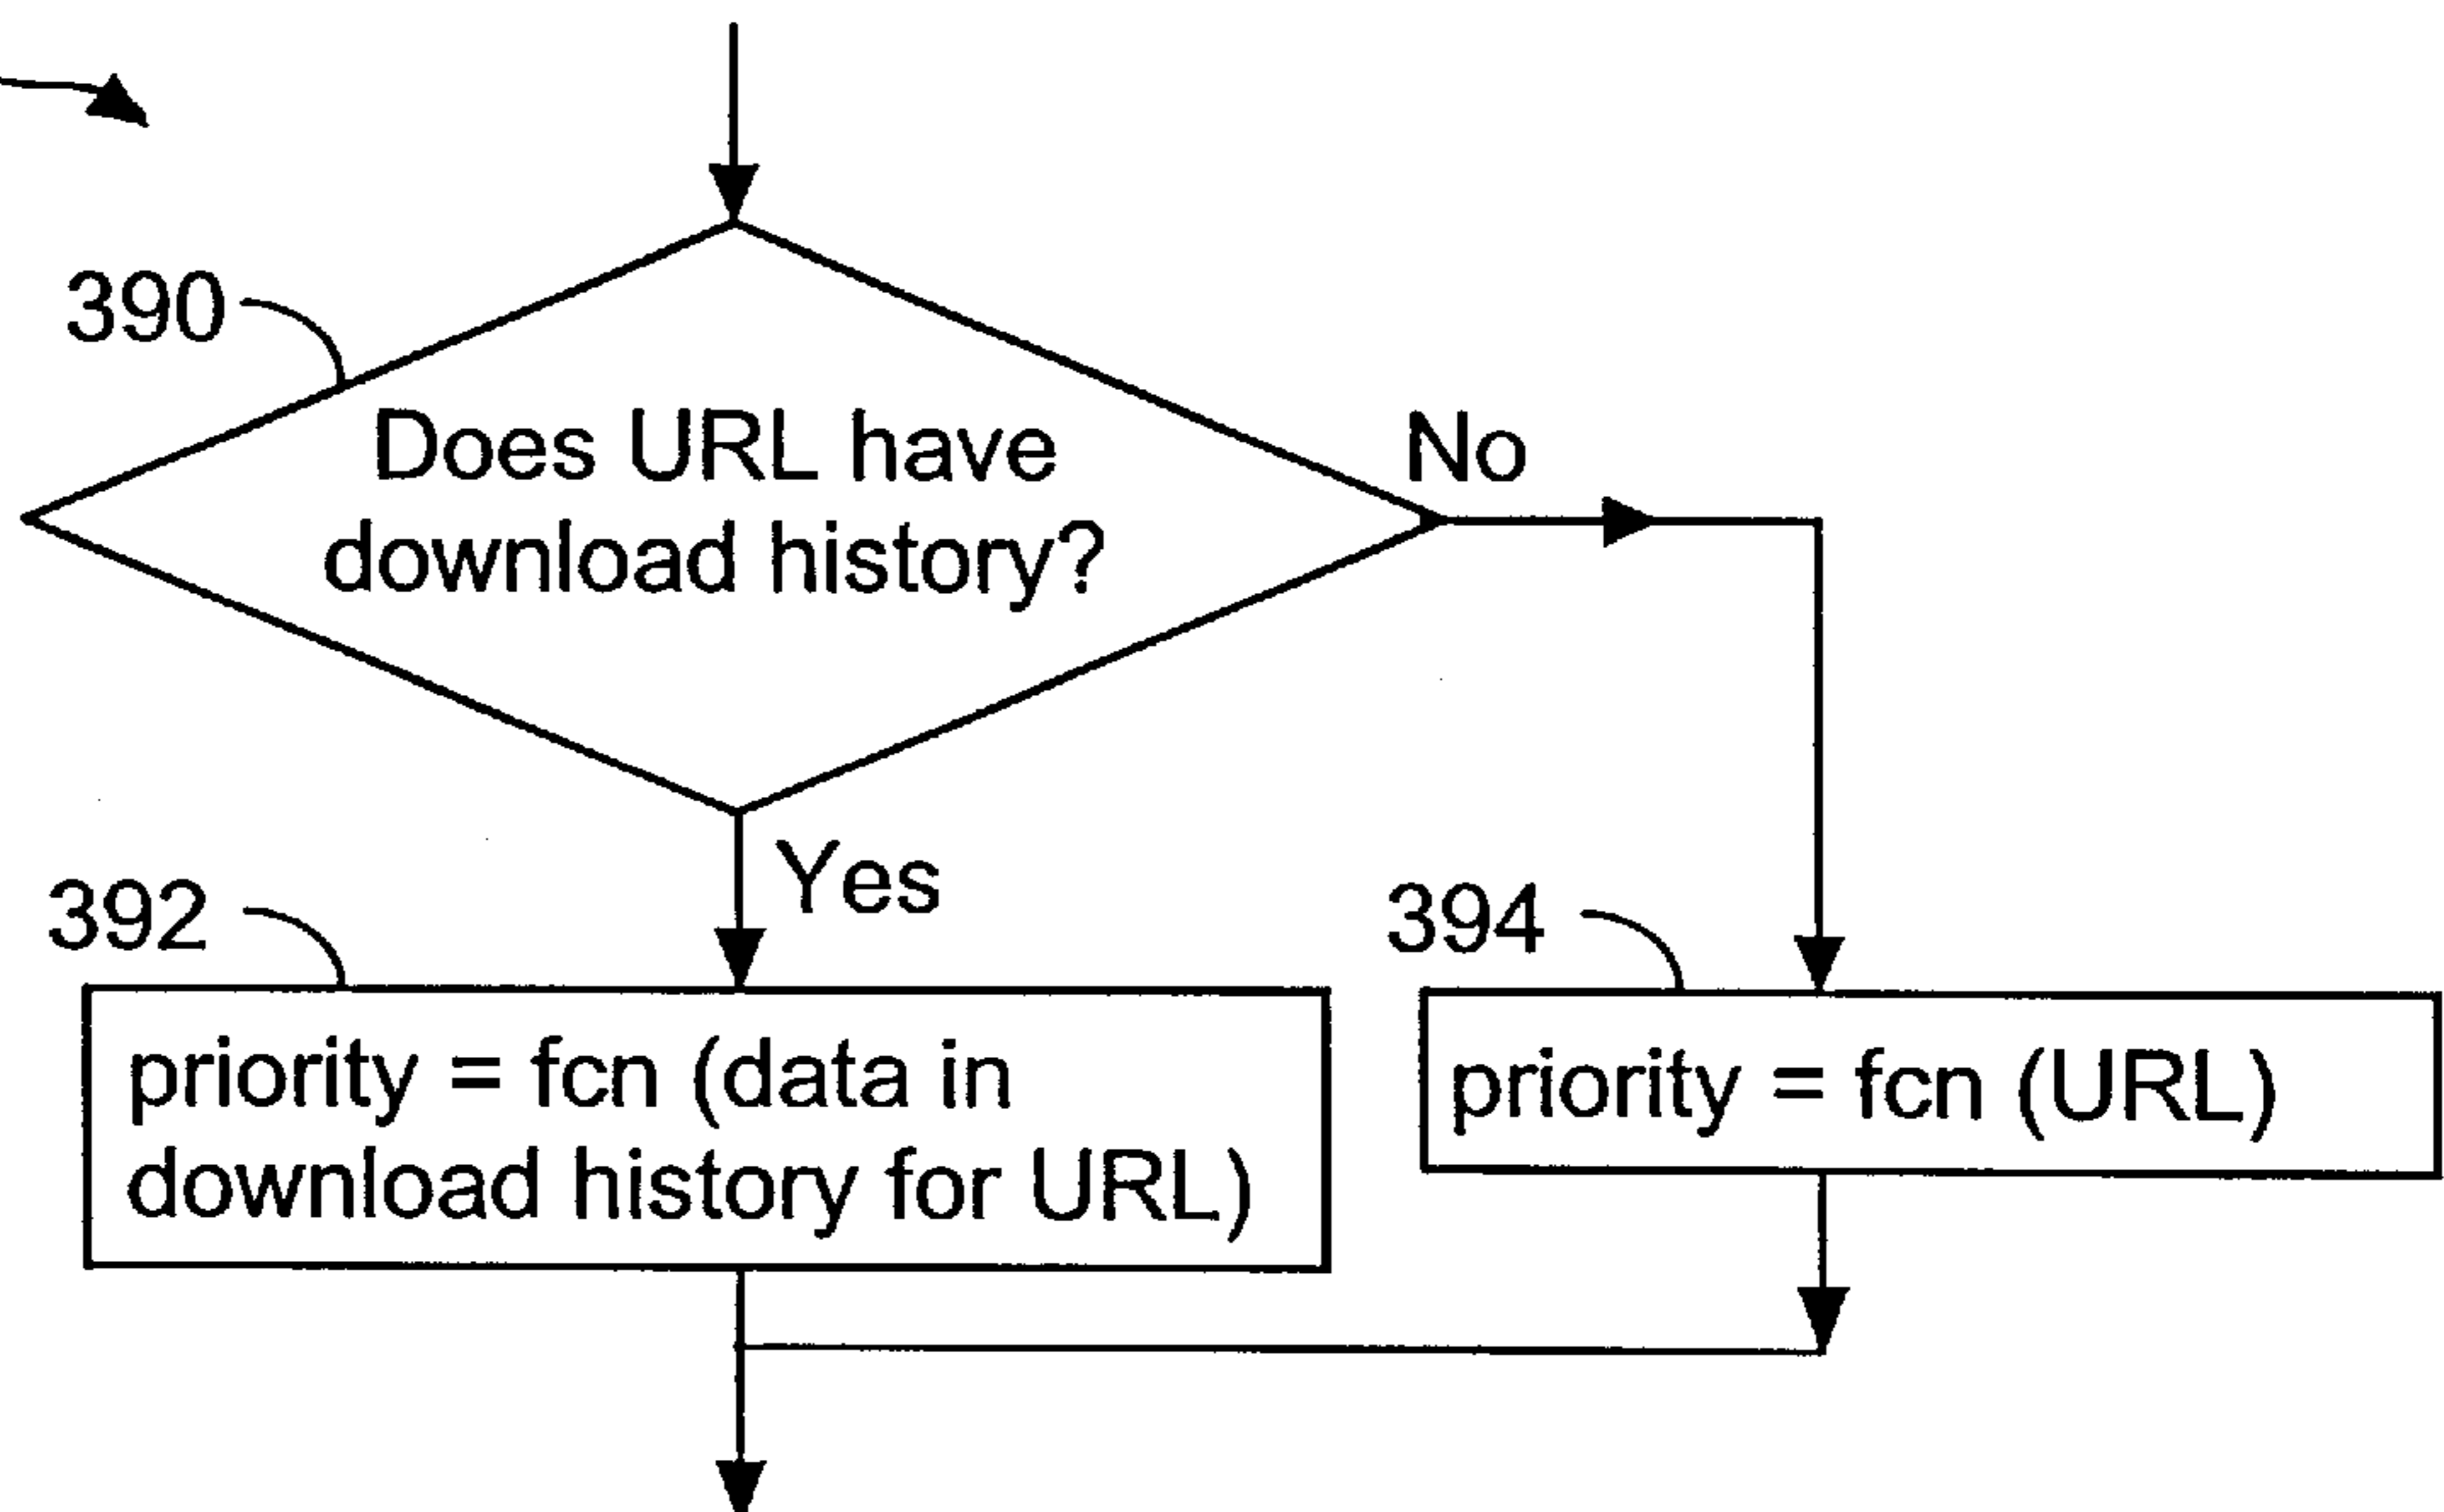 390
Does URL have
download history?
No
Yes
392
priority = fcn (data in
download history for URL)
394
priority = fcn (URL)